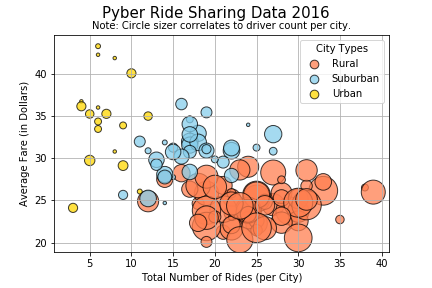 Pyber Ride Sharing Data 2016
Note: Circle sizer correlates to driver count per city.
City Types
Rural
Suburban
Urban
Average Fare (in Dollars)
40
35
30
25
20
5
10
15
20
25
30
35
40
Total Number of Rides (per City)